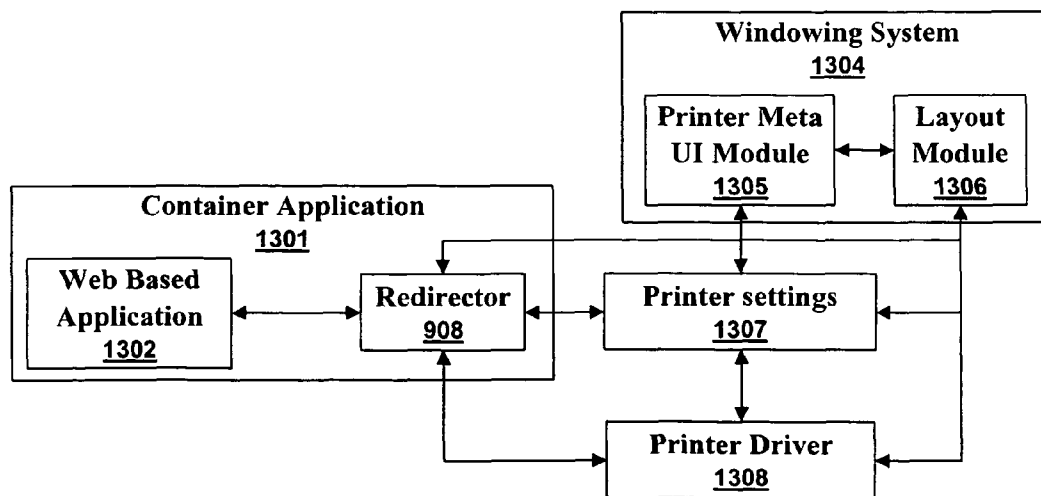 Windowing System
1304
Printer Meta
UI Module
1305
Layout
Module
1306
Container Application
1301
Web Based
Application
1302
Redirector
908
Printer settings
1307
Printer Driver
1308